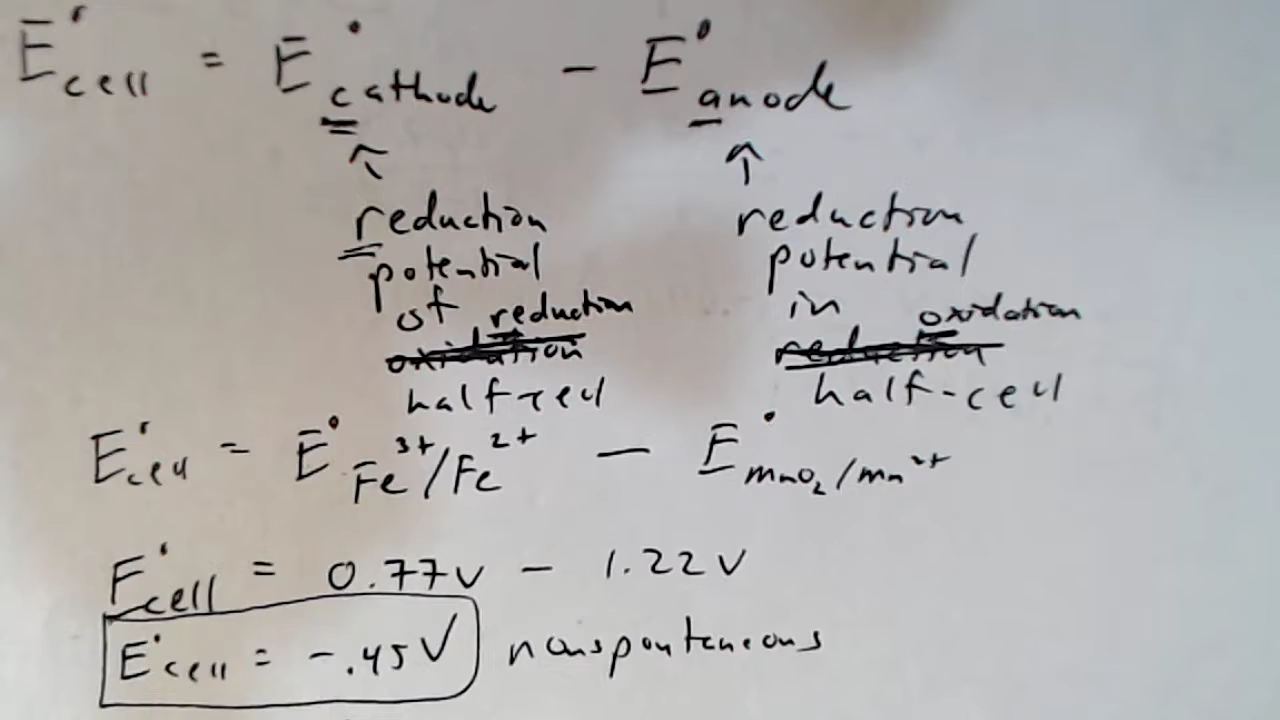 E°cell = E°cathode - E°anode
↑ ↑
reduction reduction
potential potential
of reduction in oxidation
oxidation reduction
half-cell half-cell
E°cell = E°Fe³⁺/Fe²⁺ - E°MnO₂/Mn²⁺
E°cell = 0.77V - 1.22V
E°cell = -.45V nonspontaneous